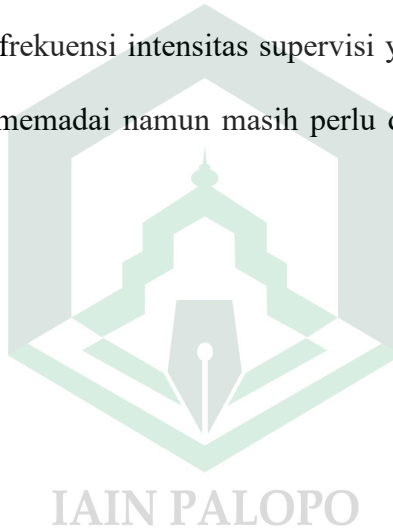 frekuensi intensitas supervisi
memadai namun masih perlu
IAIN PALOPO